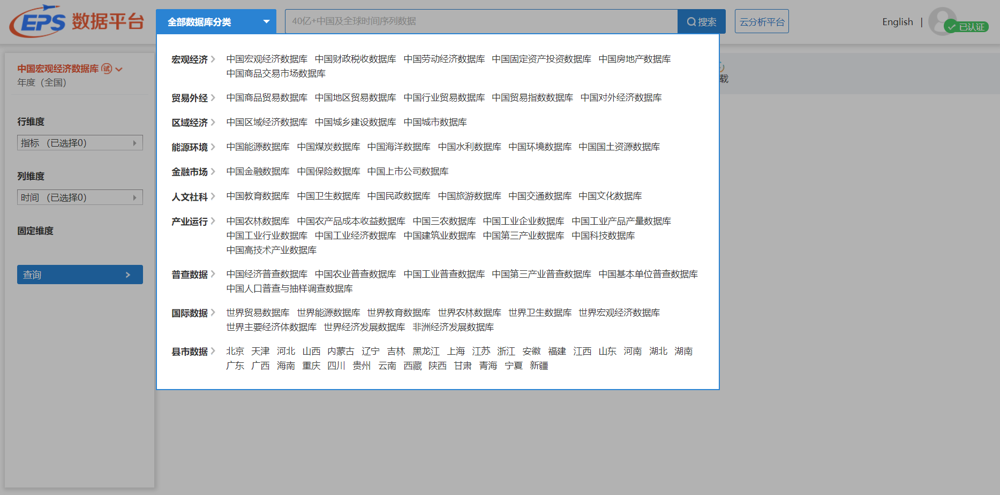 EPS 数据平台
全部数据库分类
40亿+中国及全球时间序列数据
搜索
云分析平台
English |
已认证
中国宏观经济数据库 试
年度（全国）
行维度
指标 （已选择0）
列维度
时间 （已选择0）
固定维度
查询
宏观经济 中国宏观经济数据库 中国财政税收数据库 中国劳动经济数据库 中国固定资产投资数据库 中国房地产数据库
中国商品交易市场数据库
贸易外经 中国商品贸易数据库 中国地区贸易数据库 中国行业贸易数据库 中国贸易指数数据库 中国对外经济数据库
区域经济 中国区域经济数据库 中国城乡建设数据库 中国城市数据库
能源环境 中国能源数据库 中国煤炭数据库 中国海洋数据库 中国水利数据库 中国环境数据库 中国国土资源数据库
金融市场 中国金融数据库 中国保险数据库 中国上市公司数据库
人文社科 中国教育数据库 中国卫生数据库 中国民政数据库 中国旅游数据库 中国交通数据库 中国文化数据库
产业运行 中国农林数据库 中国农产品成本收益数据库 中国三农数据库 中国工业企业数据库 中国工业产品产量数据库
中国工业行业数据库 中国工业经济数据库 中国建筑业数据库 中国第三产业数据库 中国科技数据库
中国高技术产业数据库
普查数据 中国经济普查数据库 中国农业普查数据库 中国工业普查数据库 中国第三产业普查数据库 中国基本单位普查数据库
中国人口普查与抽样调查数据库
国际数据 世界贸易数据库 世界能源数据库 世界教育数据库 世界农林数据库 世界卫生数据库 世界宏观经济数据库
世界主要经济体数据库 世界经济发展数据库 非洲经济发展数据库
县市数据 北京 天津 河北 山西 内蒙古 辽宁 吉林 黑龙江 上海 江苏 浙江 安徽 福建 江西 山东 河南 湖北 湖南
广东 广西 海南 重庆 四川 贵州 云南 西藏 陕西 甘肃 青海 宁夏 新疆
载